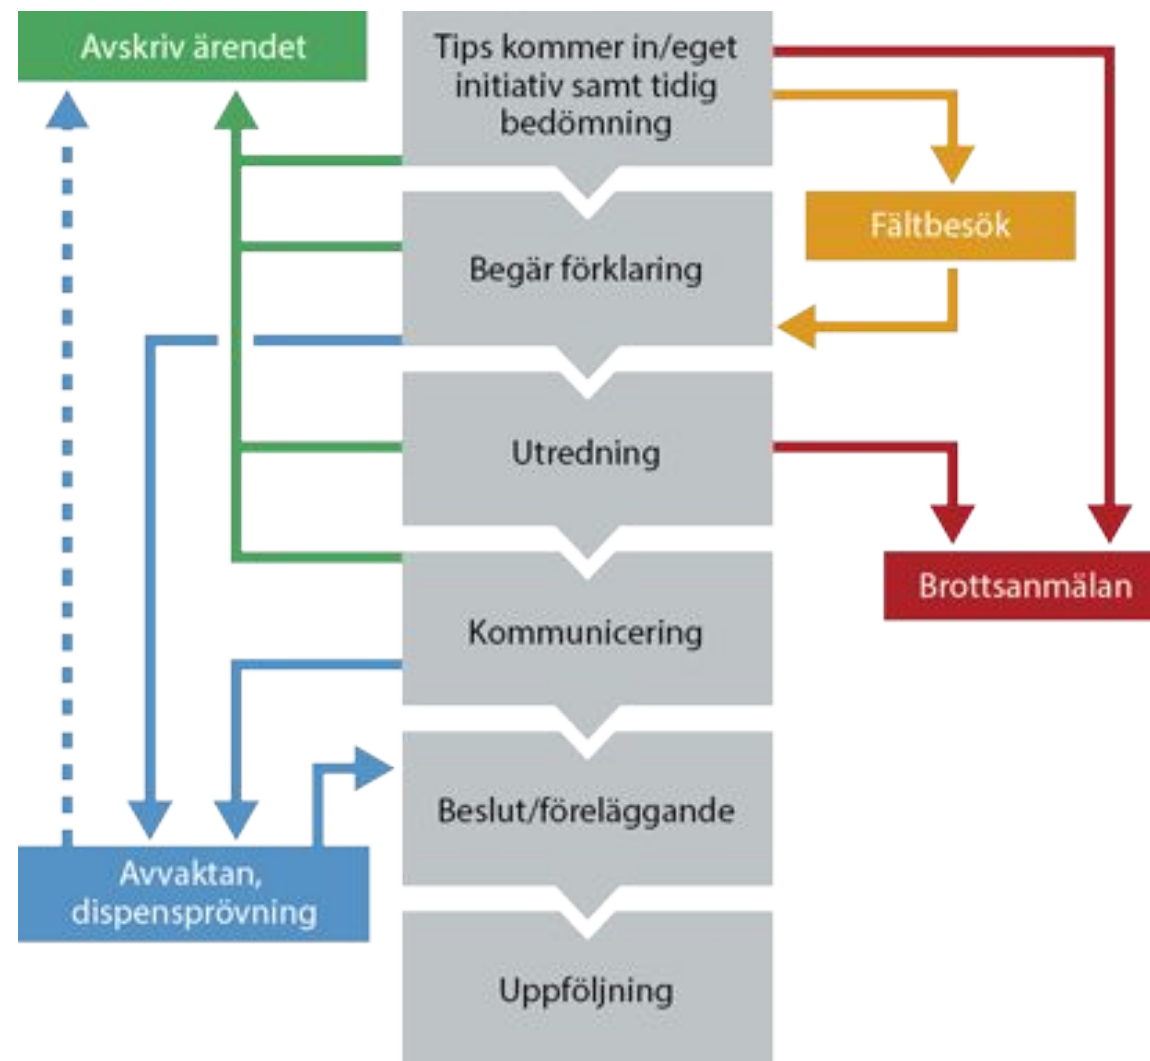 Avskriv ärendet
Tips kommer in/eget
initiativ samt tidig
bedömning
Fältbesök
Begär förklaring
Utredning
Brottsanmälan
Kommunicering
Beslut/föreläggande
Avvaktan,
dispensprövning
Uppföljning